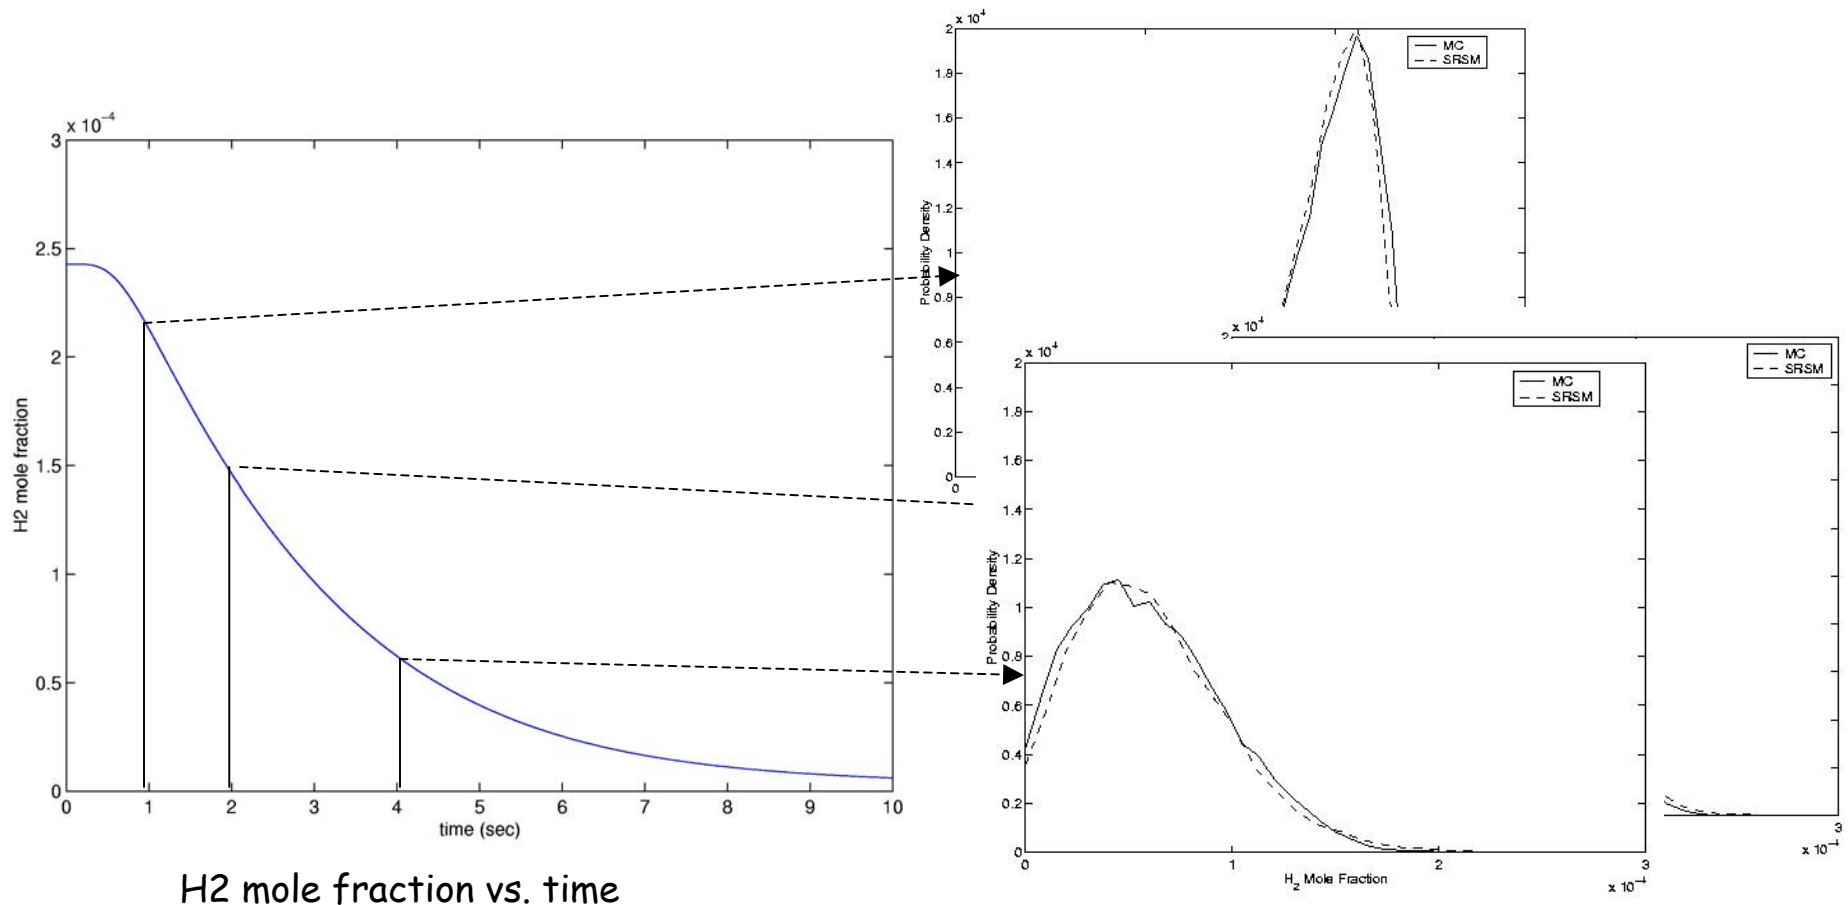 x 10⁻⁴
3
2.5
2
1.5
1
0.5
0
0 1 2 3 4 5 6 7 8 9 10
H2 mole fraction
time (sec)
H2 mole fraction vs. time
x 10⁴
2
1.8
1.6
1.4
1.2
1
0.8
0.6
0.4
0.2
0
0
Probability Density
MC
SRSM
2 x 10⁴
MC
SRSM
3
x 10⁻⁴
x 10⁴
2
1.8
1.6
1.4
1.2
1
0.8
0.6
0.4
0.2
0
0 1 2 3
Probability Density
MC
SRSM
H₂ Mole Fraction
x 10⁻⁴